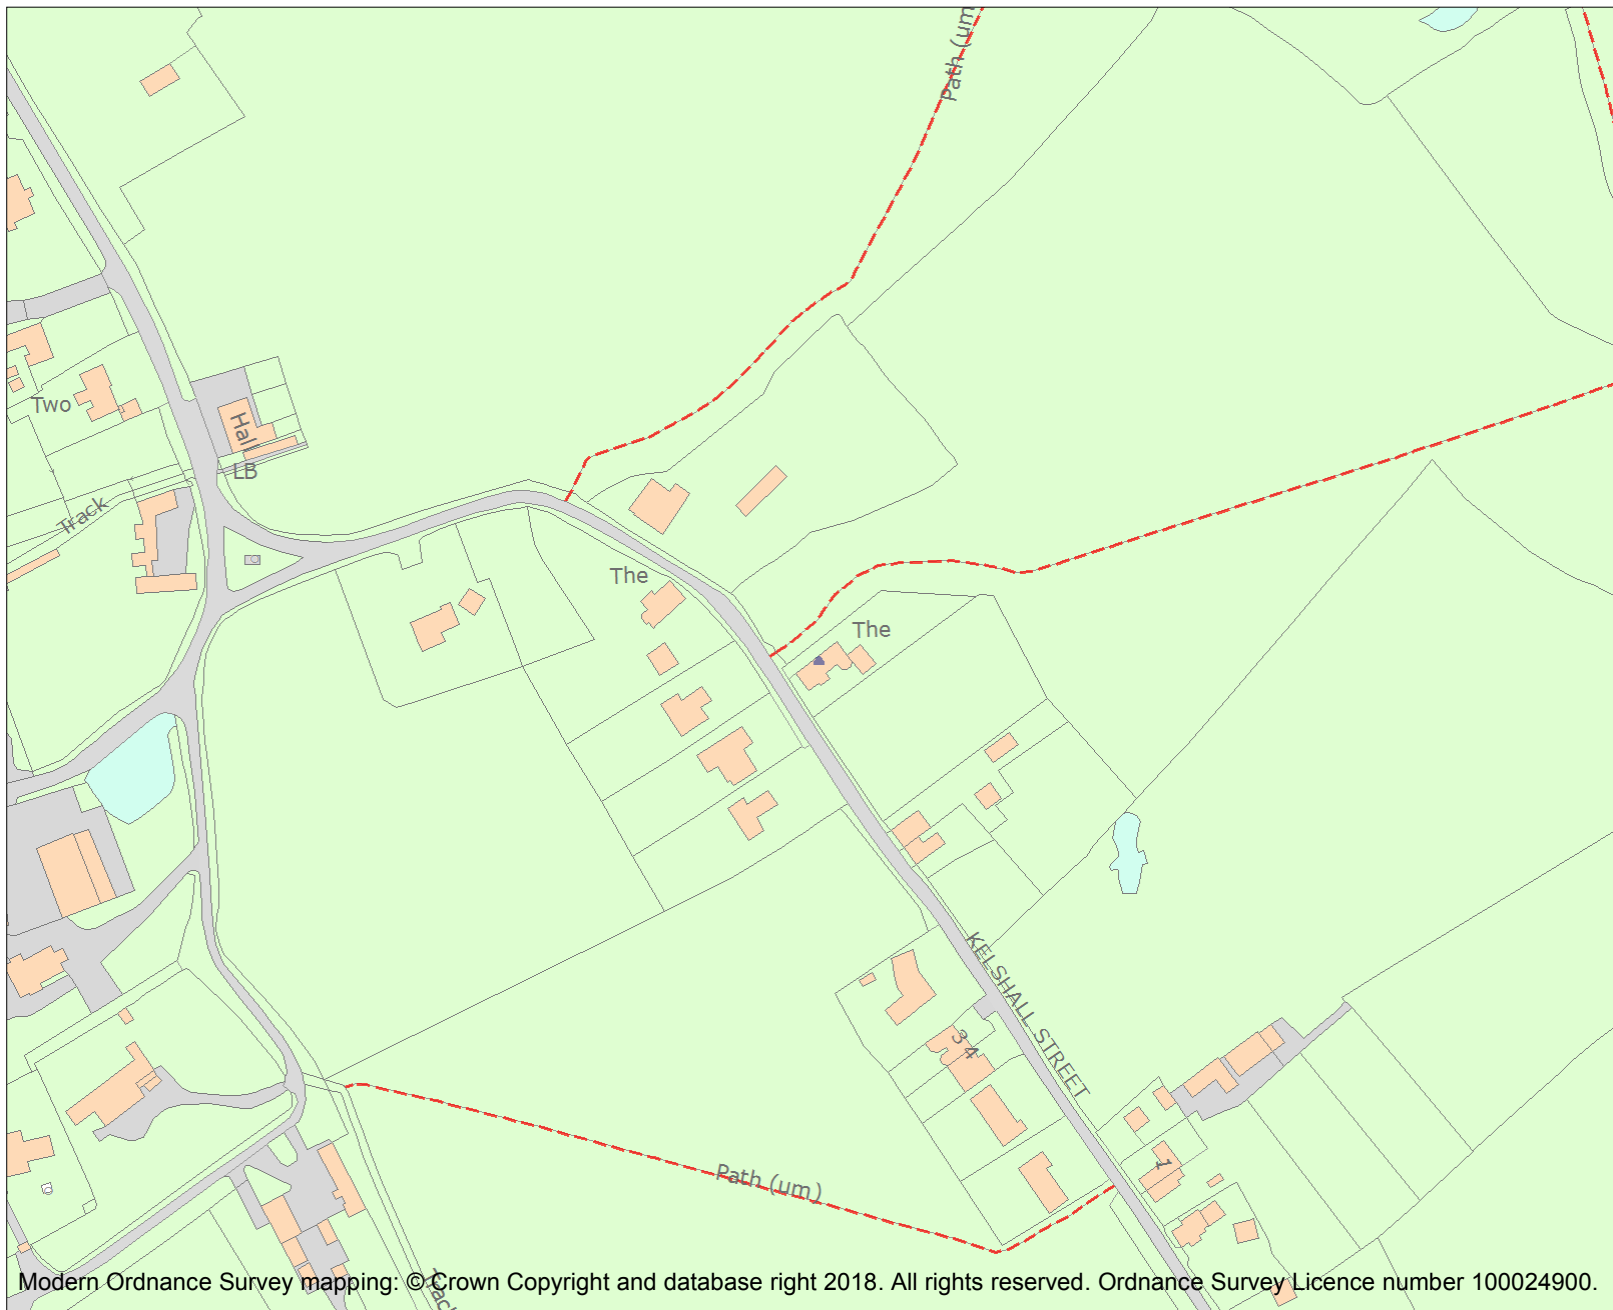 Path (um
Two
Hall
LB
Track
The
The
KELSHALL STREET
3 4
Path (um)
1
Track
Modern Ordnance Survey mapping: © Crown Copyright and database right 2018. All rights reserved. Ordnance Survey Licence number 100024900.